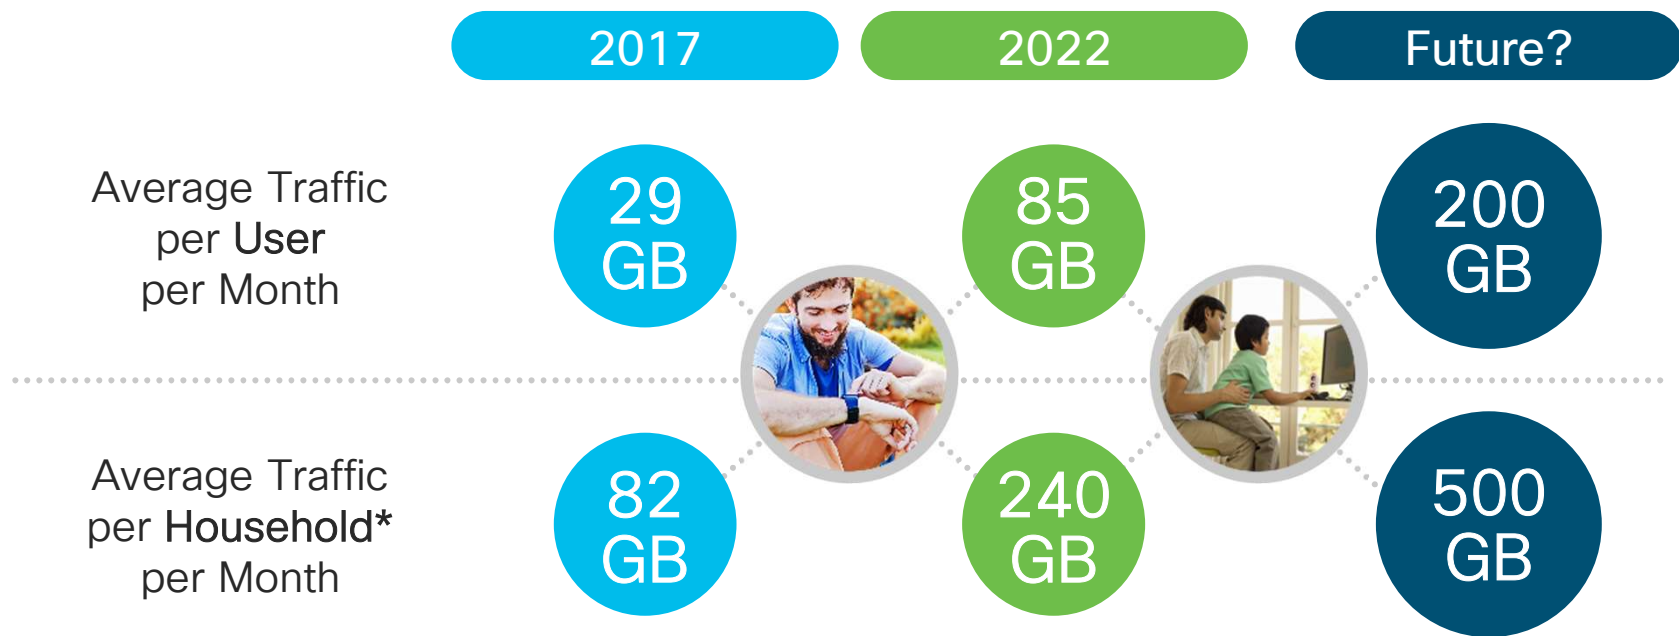 2017
2022
Future?
Average Traffic
per User
per Month
29
GB
85
GB
200
GB
Average Traffic
per Household*
per Month
82
GB
240
GB
500
GB